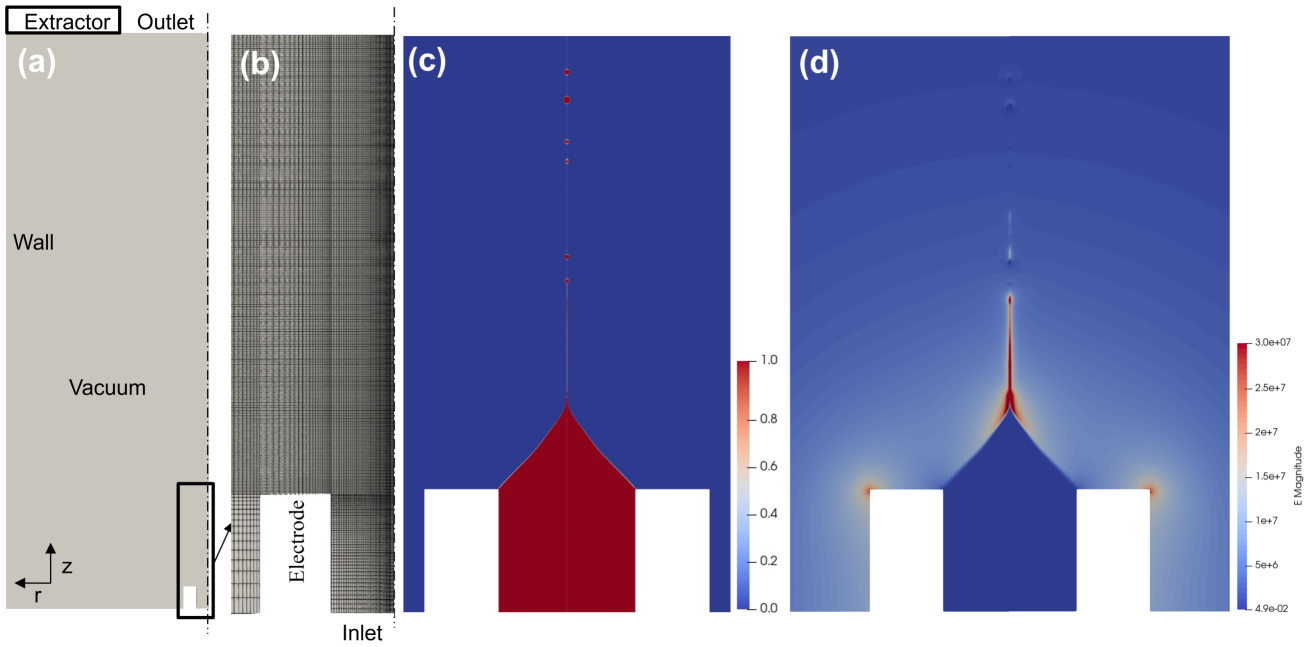 Extractor Outlet
(a)
Wall
Vacuum
z
r
(b)
Electrode
Inlet
(c)
1.0
0.8
0.6
0.4
0.2
0.0
(d)
3.0e+07
2.5e+7
2e+7
1.5e+7
1e+7
5e+6
4.9e-02
E Magnitude